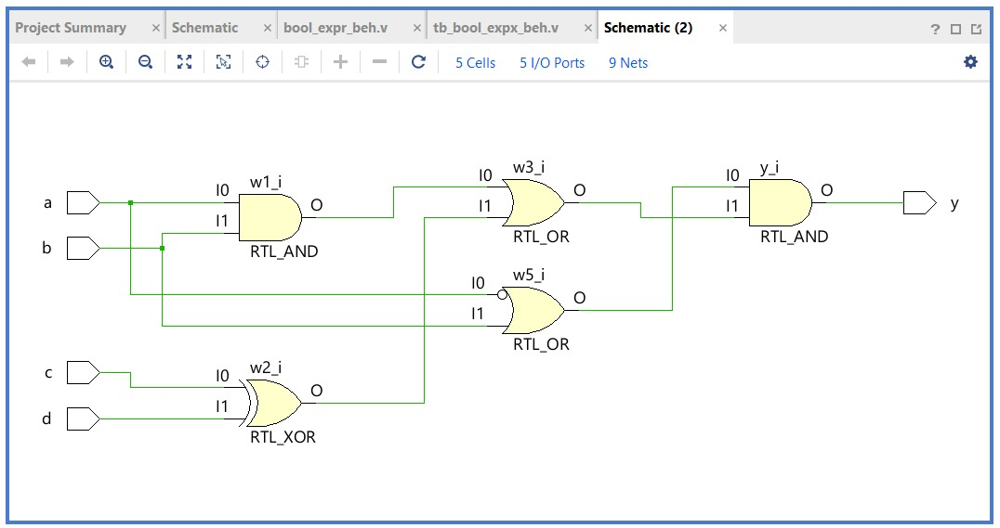 Project Summary × Schematic × bool_expr_beh.v × tb_bool_expx_beh.v × Schematic (2) × ?
5 Cells 5 I/O Ports 9 Nets
a I0 w1_i O
I1
b RTL_AND
I0 w3_i O
I1
RTL_OR
I0 w5_i O
I1
RTL_OR
I0 y_i O y
I1
RTL_AND
c I0 w2_i O
d I1
RTL_XOR